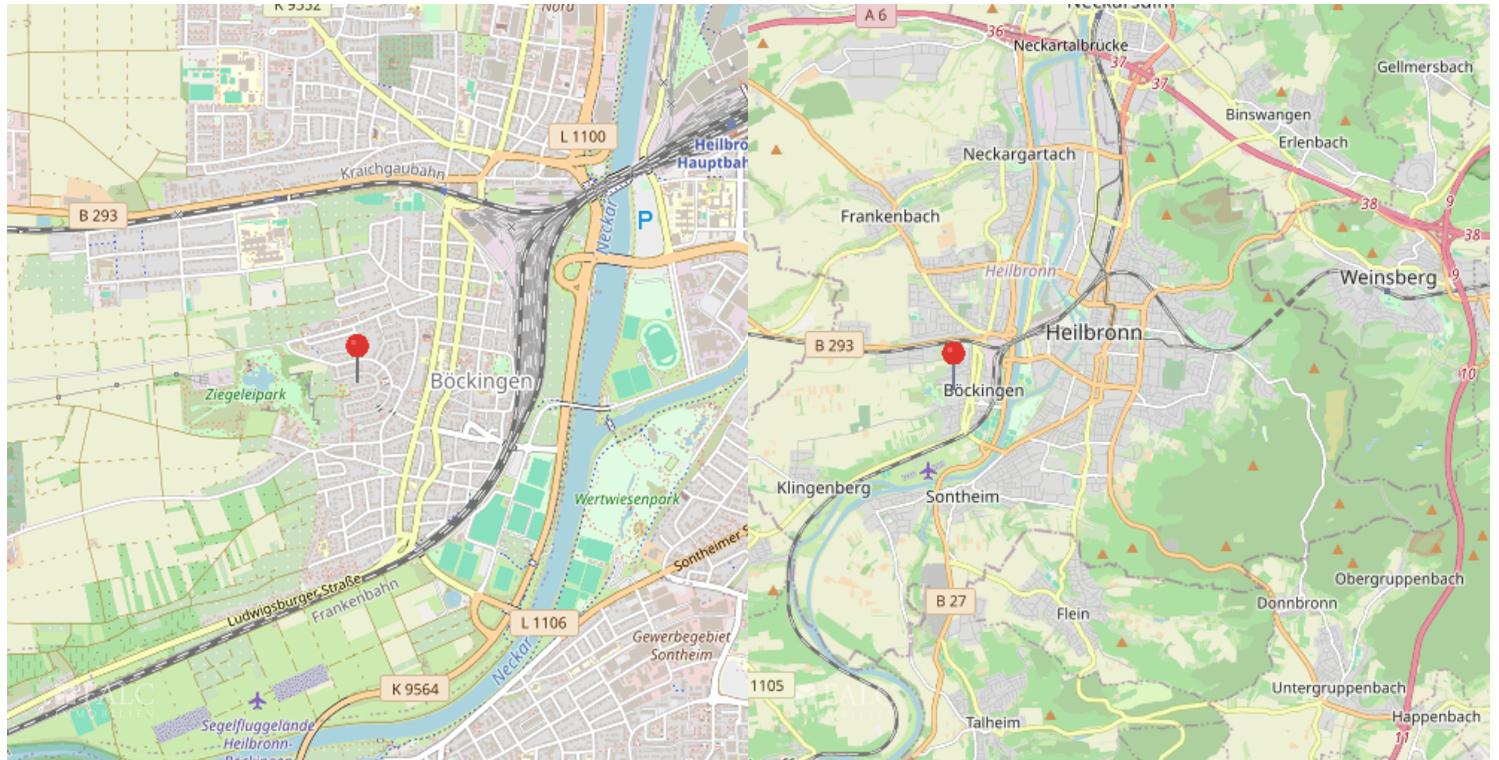 K 9552
Nord
L 1100
Heilbro
Hauptbah
Kraichgaubahn
B 293
P
Neckar
Böckingen
Ziegeleipark
Wertwiesenpark
Sontheimer S
Ludwigsburger Straße
Frankenbahn
L 1106
Gewerbegebiet
Sontheim
Neckar
K 9564
Segelfluggelände
Heilbronn-
Böckingen
A 6
36
Neckarsulm
Neckartalbrücke
37
37
Gellmersbach
Binswangen
Erlenbach
Neckargartach
Frankenbach
38
9
38
Heilbronn
Weinsberg
9
B 293
Heilbronn
10
Böckingen
Klingenberg
Sontheim
Obergruppenbach
B 27
Donnbronn
Flein
1105
Untergruppenbach
Talheim
Happenbach
11